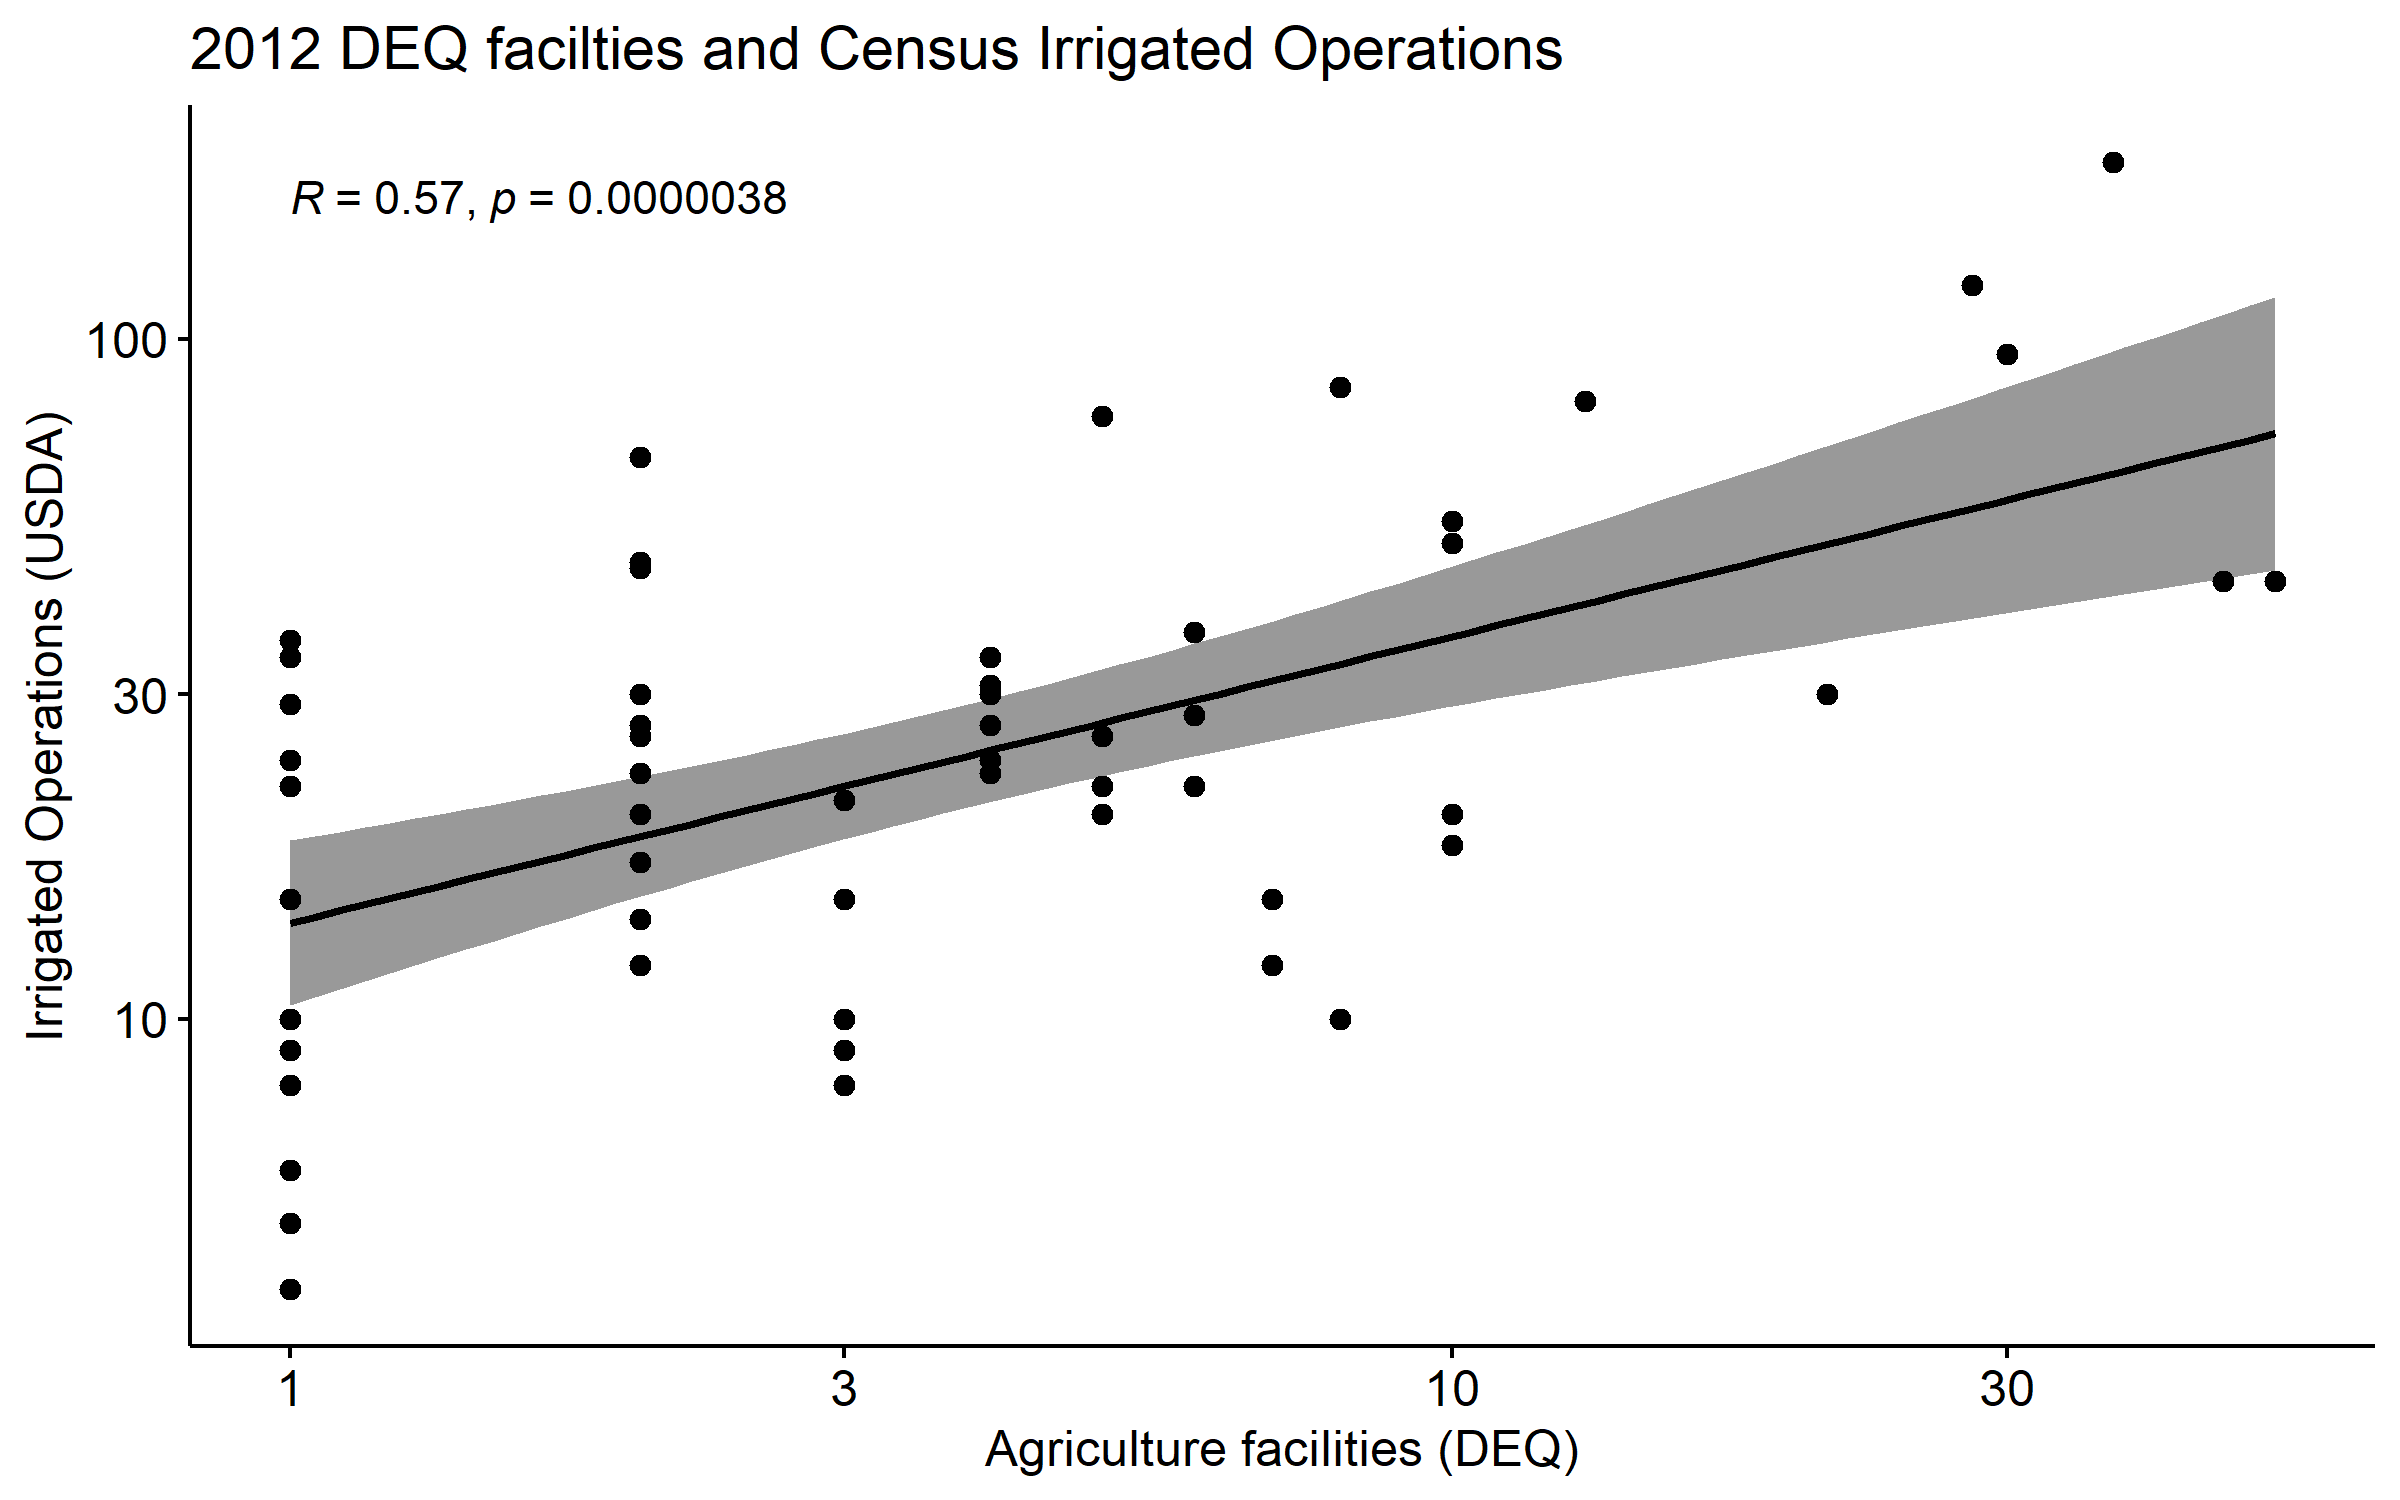 2012 DEQ facilties and Census Irrigated Operations
R = 0.57, p = 0.0000038
Irrigated Operations (USDA)
100
30
10
1
3
10
30
Agriculture facilities (DEQ)